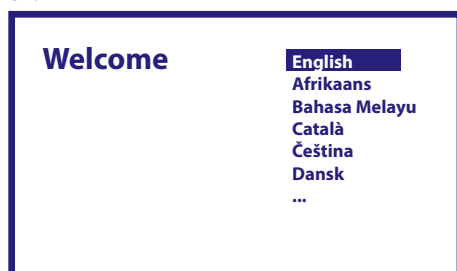 Welcome
English
Afrikaans
Bahasa Melayu
Català
Čeština
Dansk
...